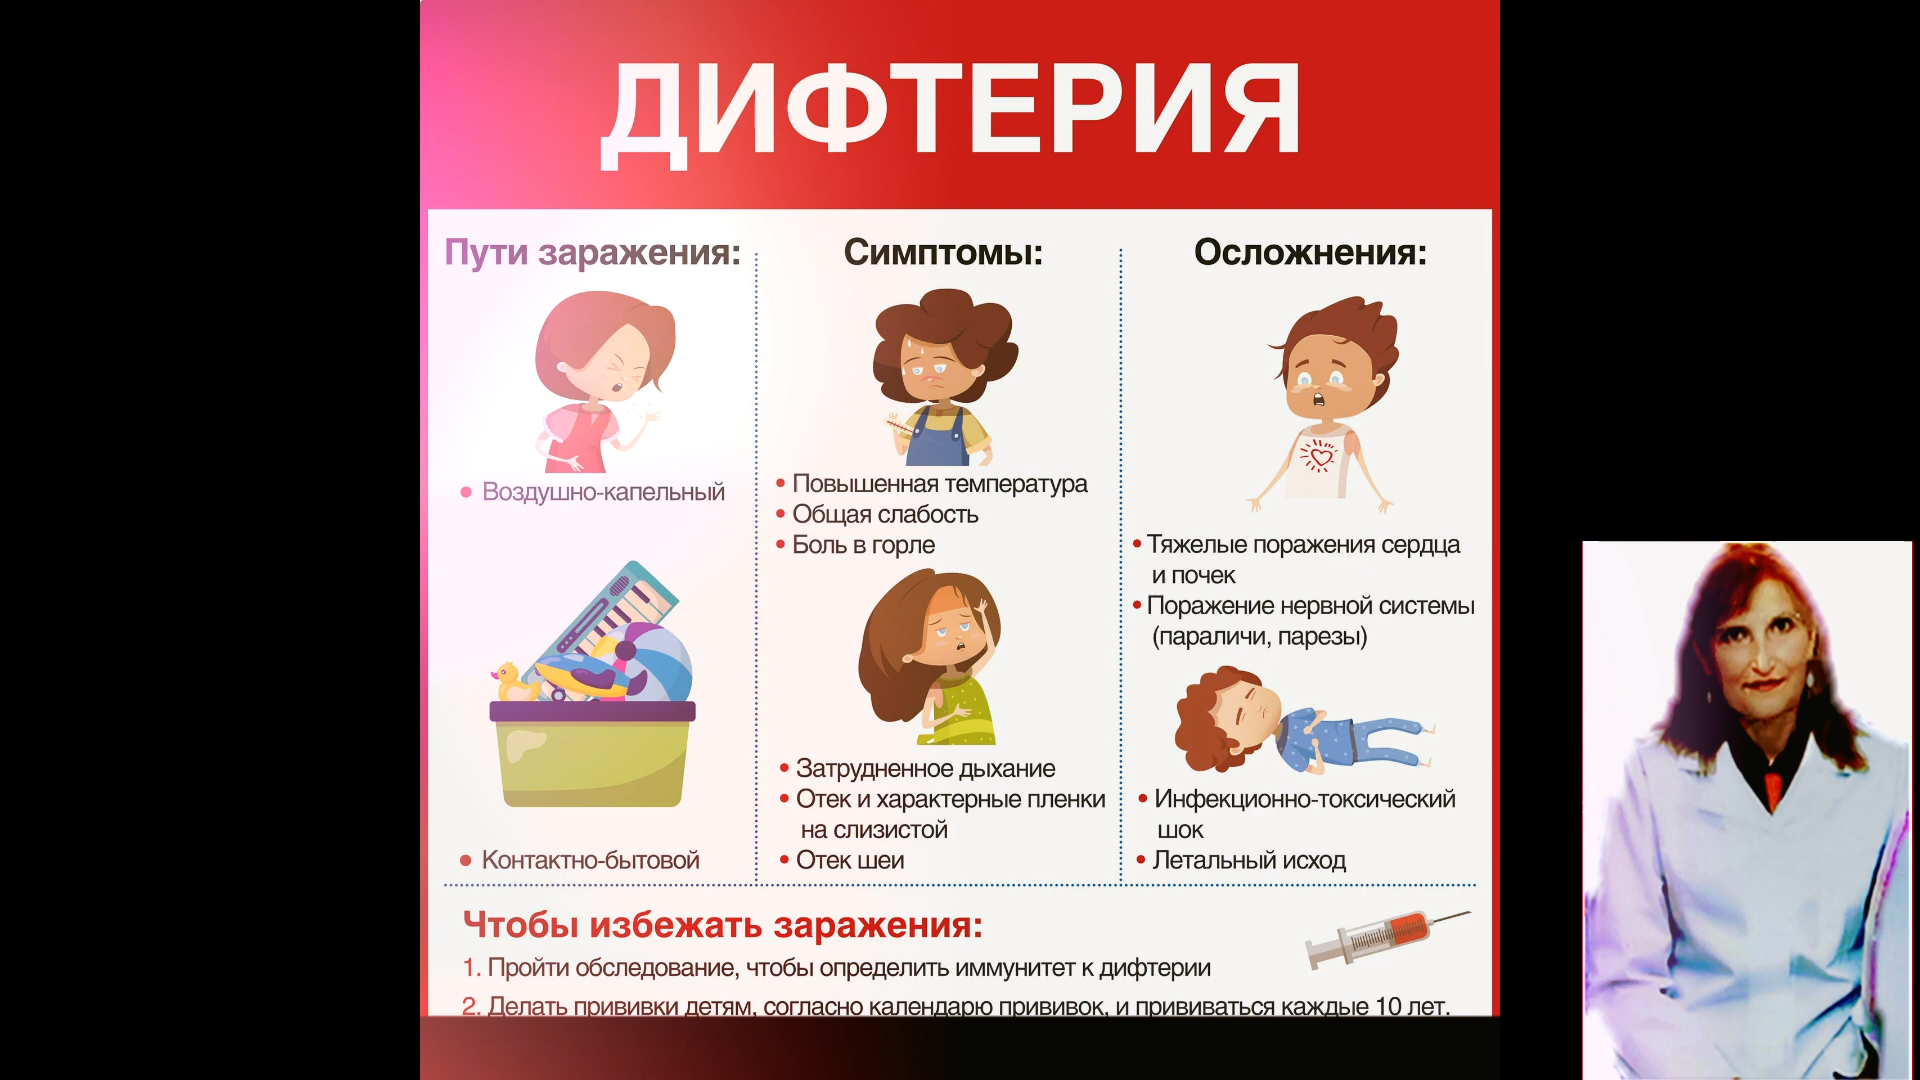 ДИФТЕРИЯ
Пути заражения:
• Воздушно-капельный
• Контактно-бытовой
Симптомы:
• Повышенная температура
• Общая слабость
• Боль в горле
• Затрудненное дыхание
• Отек и характерные пленки
на слизистой
• Отек шеи
Осложнения:
• Тяжелые поражения сердца
и почек
• Поражение нервной системы
(параличи, парезы)
• Инфекционно-токсический
шок
• Летальный исход
Чтобы избежать заражения:
1. Пройти обследование, чтобы определить иммунитет к дифтерии
2. Делать прививки детям, согласно календарю прививок, и прививаться каждые 10 лет.